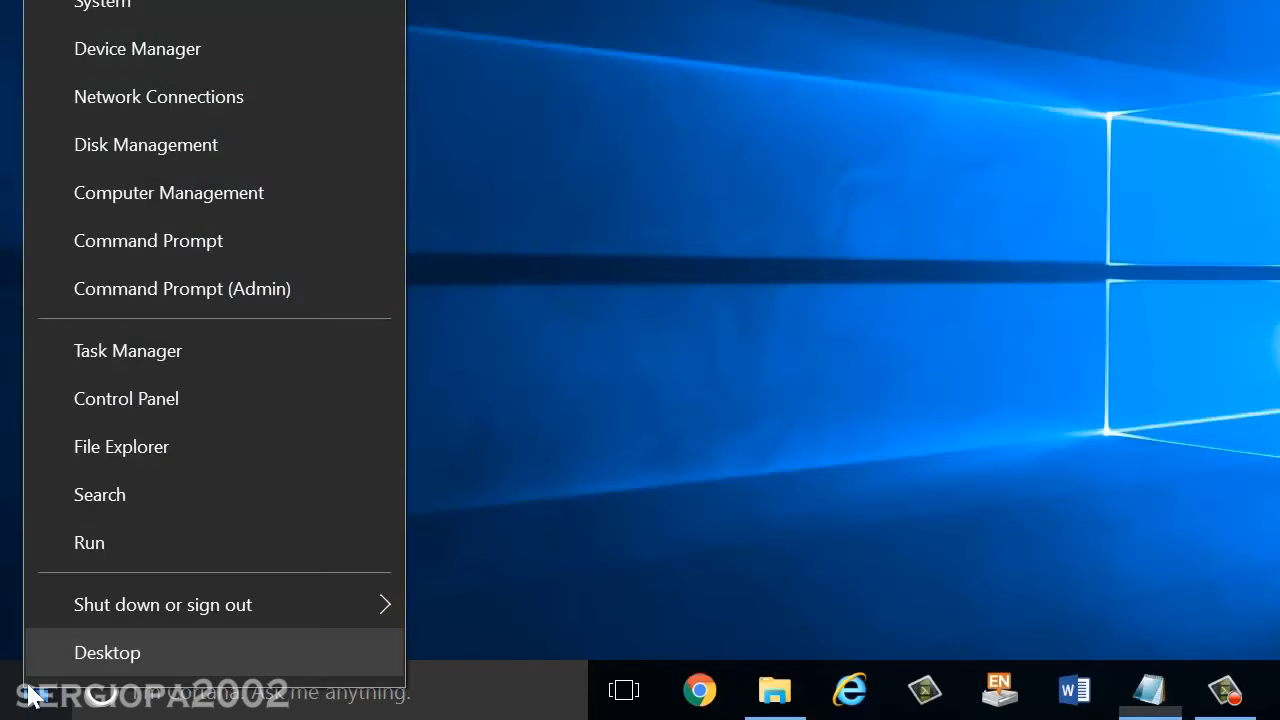 System
Device Manager
Network Connections
Disk Management
Computer Management
Command Prompt
Command Prompt (Admin)
Task Manager
Control Panel
File Explorer
Search
Run
Shut down or sign out
Desktop
I'm Cortana. Ask me anything.
SERGIOPA2002
EN
W